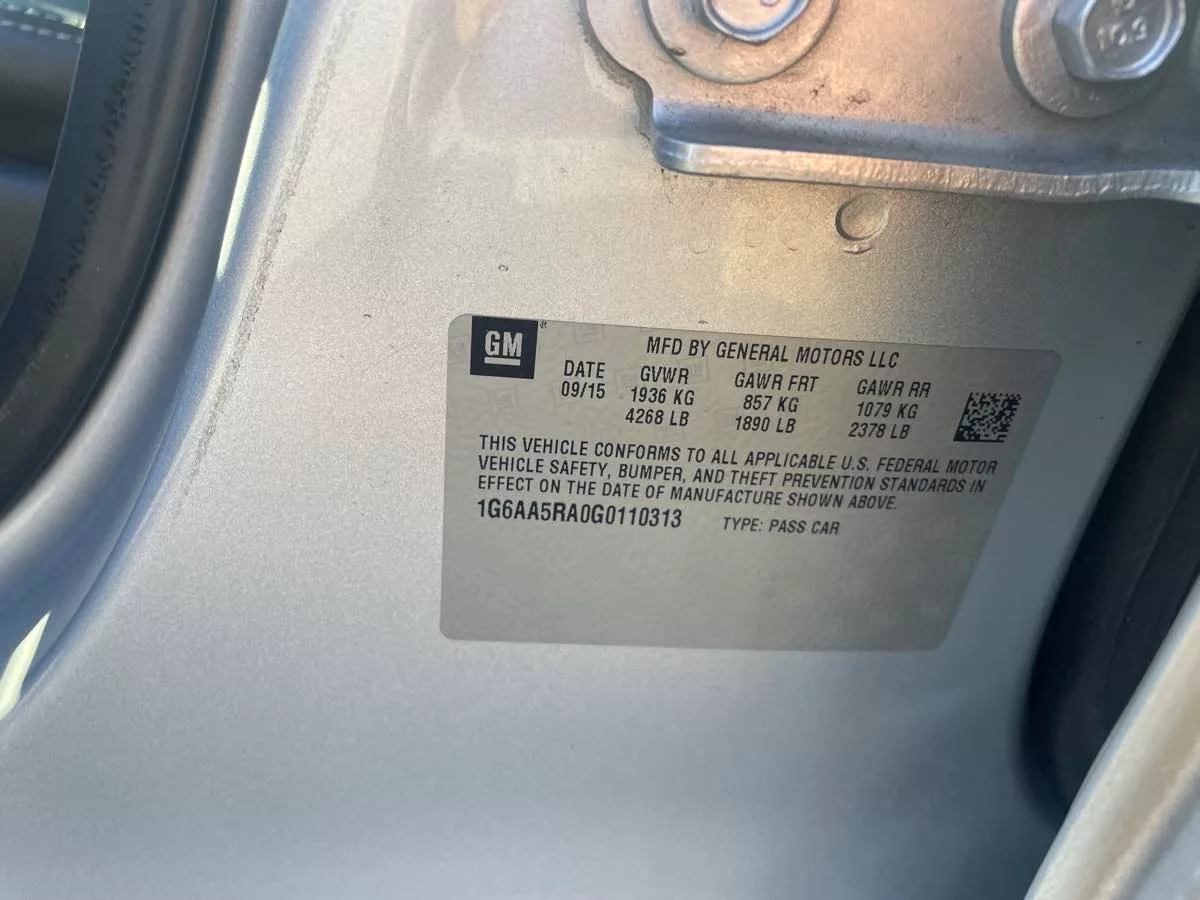 10.9
GM
MFD BY GENERAL MOTORS LLC
DATE GVWR GAWR FRT GAWR RR
09/15 1936 KG 857 KG 1079 KG
4268 LB 1890 LB 2378 LB
THIS VEHICLE CONFORMS TO ALL APPLICABLE U.S. FEDERAL MOTOR
VEHICLE SAFETY, BUMPER, AND THEFT PREVENTION STANDARDS IN
EFFECT ON THE DATE OF MANUFACTURE SHOWN ABOVE.
1G6AA5RA0G0110313 TYPE: PASS CAR